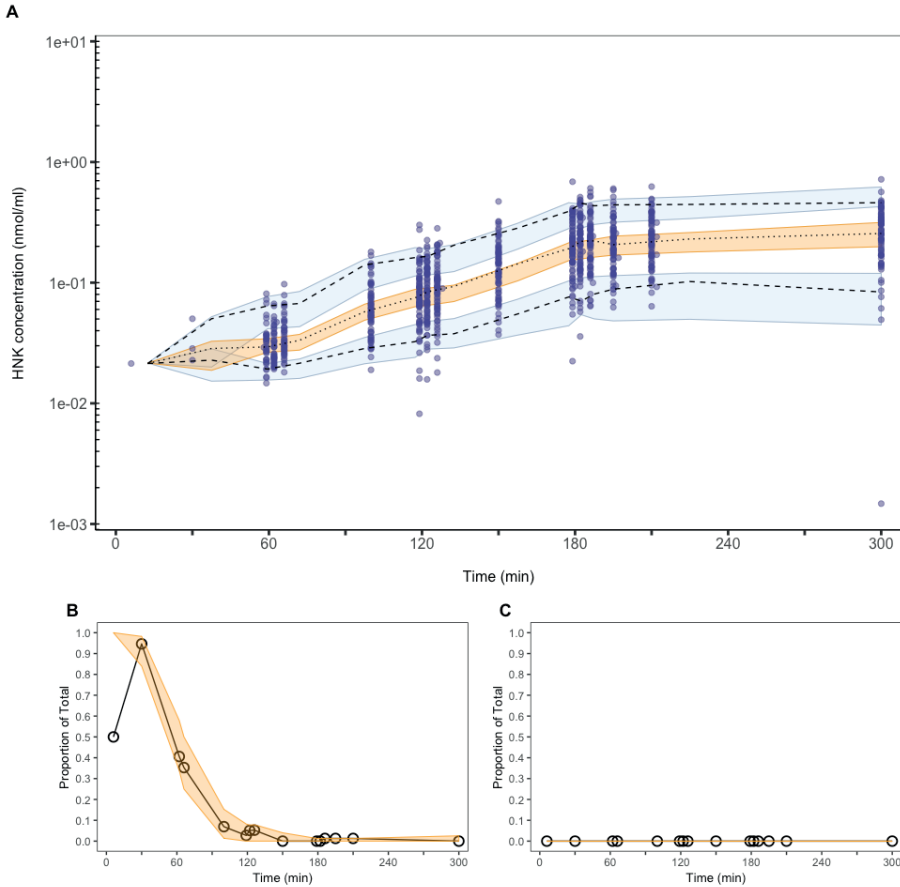 A
1e+01
1e+00
1e-01
1e-02
1e-03
HNK concentration (nmol/ml)
0 60 120 180 240 300
Time (min)
B
1.0
0.9
0.8
0.7
0.6
0.5
0.4
0.3
0.2
0.1
0.0
Proportion of Total
0 60 120 180 240 300
Time (min)
C
1.0
0.9
0.8
0.7
0.6
0.5
0.4
0.3
0.2
0.1
0.0
Proportion of Total
0 60 120 180 240 300
Time (min)